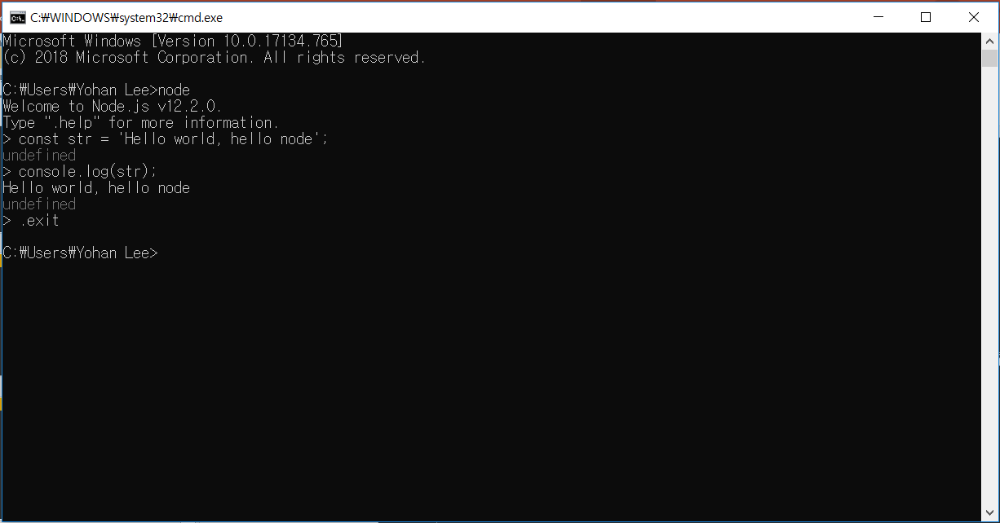 C:₩WINDOWS₩system32₩cmd.exe
Microsoft Windows [Version 10.0.17134.765]
(c) 2018 Microsoft Corporation. All rights reserved.
C:₩Users₩Yohan Lee>node
Welcome to Node.js v12.2.0.
Type ".help" for more information.
> const str = 'Hello world, hello node';
undefined
> console.log(str);
Hello world, hello node
undefined
> .exit
C:₩Users₩Yohan Lee>